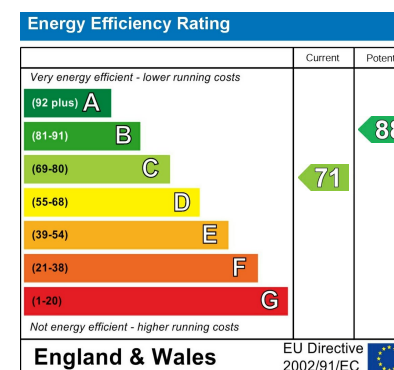 Energy Efficiency Rating
Current
Very energy efficient - lower running costs
(92 plus) A
(81-91) B
88
(69-80) C
71
(55-68) D
(39-54) E
(21-38) F
(1-20) G
Not energy efficient - higher running costs
England & Wales
EU Directive
2002/91/EC